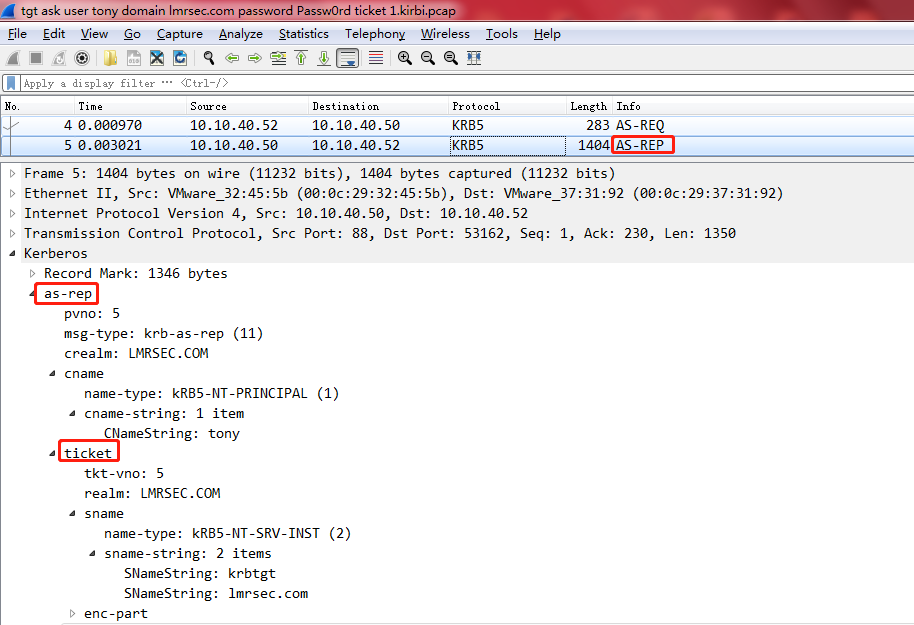 tgt ask user tony domain lmrsec.com password Passw0rd ticket 1.kirbi.pcap
File Edit View Go Capture Analyze Statistics Telephony Wireless Tools Help
Apply a display filter … <Ctrl-/>
No. Time Source Destination Protocol Length Info
4 0.000970 10.10.40.52 10.10.40.50 KRB5 283 AS-REQ
5 0.003021 10.10.40.50 10.10.40.52 KRB5 1404 AS-REP
Frame 5: 1404 bytes on wire (11232 bits), 1404 bytes captured (11232 bits)
Ethernet II, Src: VMware_32:45:5b (00:0c:29:32:45:5b), Dst: VMware_37:31:92 (00:0c:29:37:31:92)
Internet Protocol Version 4, Src: 10.10.40.50, Dst: 10.10.40.52
Transmission Control Protocol, Src Port: 88, Dst Port: 53162, Seq: 1, Ack: 230, Len: 1350
Kerberos
Record Mark: 1346 bytes
as-rep
pvno: 5
msg-type: krb-as-rep (11)
crealm: LMRSEC.COM
cname
name-type: kRB5-NT-PRINCIPAL (1)
cname-string: 1 item
CNameString: tony
ticket
tkt-vno: 5
realm: LMRSEC.COM
sname
name-type: kRB5-NT-SRV-INST (2)
sname-string: 2 items
SNameString: krbtgt
SNameString: lmrsec.com
enc-part